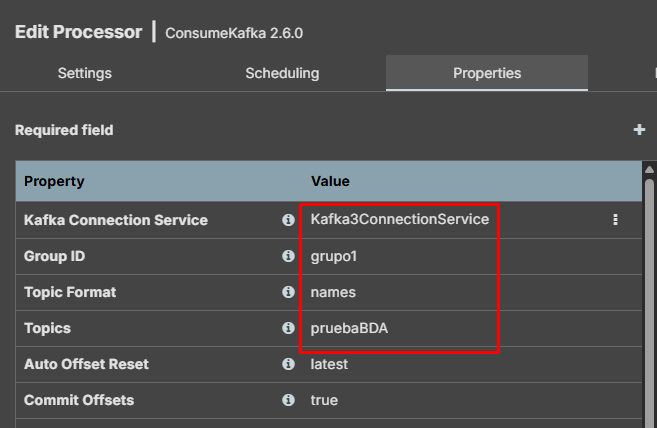 Edit Processor | ConsumeKafka 2.6.0
Settings Scheduling Properties
Required field +
Property Value
Kafka Connection Service Kafka3ConnectionService
Group ID grupo1
Topic Format names
Topics pruebaBDA
Auto Offset Reset latest
Commit Offsets true